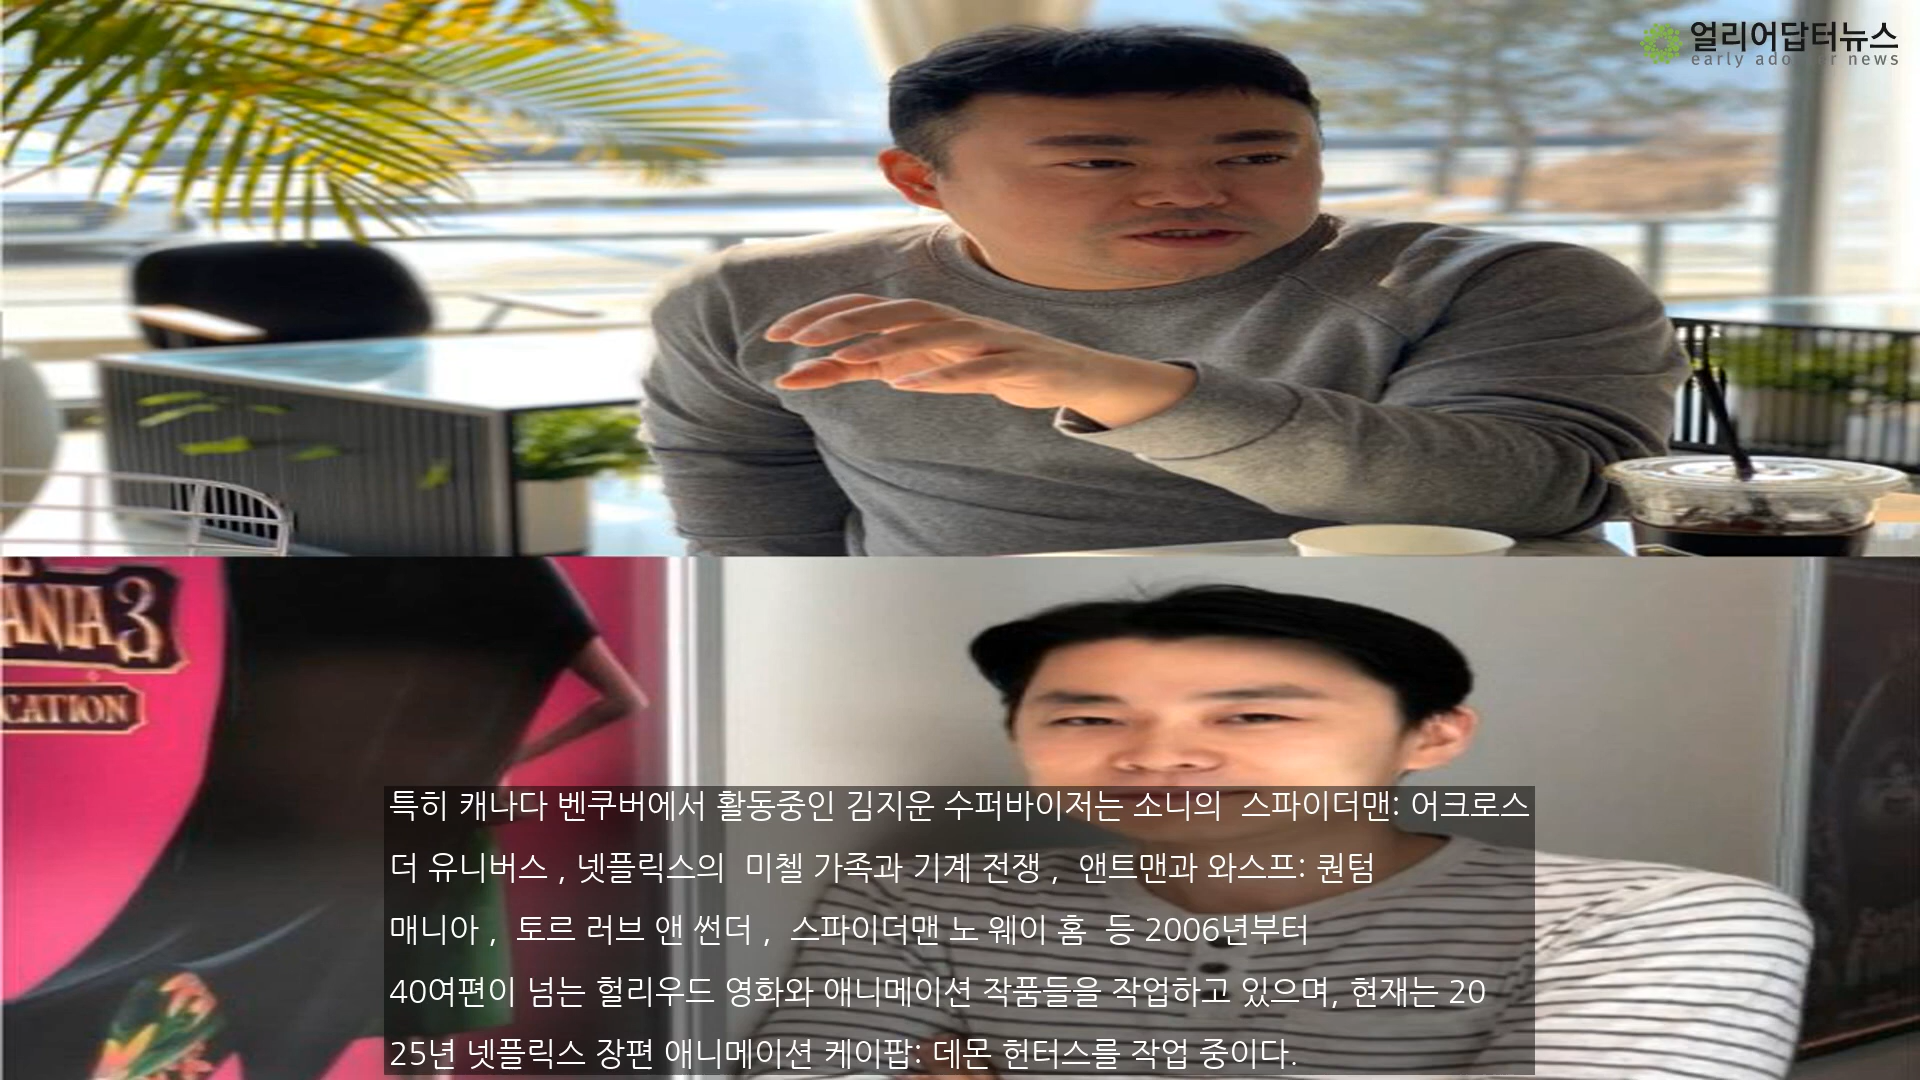 얼리어답터뉴스
early adopter news
ANIA 3
CATION
특히 캐나다 벤쿠버에서 활동중인 김지운 수퍼바이저는 소니의 스파이더맨: 어크로스
더 유니버스 , 넷플릭스의 미첼 가족과 기계 전쟁 , 앤트맨과 와스프: 퀀텀
매니아 , 토르 러브 앤 썬더 , 스파이더맨 노 웨이 홈 등 2006년부터
40여편이 넘는 헐리우드 영화와 애니메이션 작품들을 작업하고 있으며, 현재는 20
25년 넷플릭스 장편 애니메이션 케이팝: 데몬 헌터스를 작업 중이다.